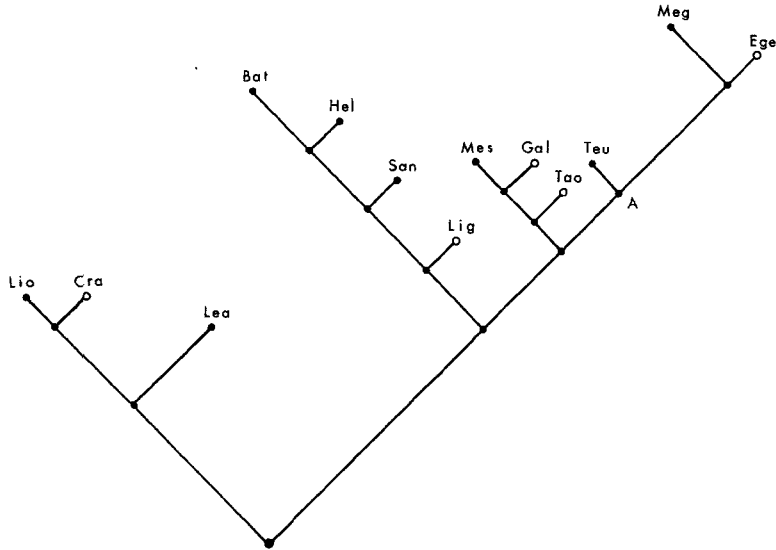 Meg
Ege
Bat
Hel
Mes
Gal
Teu
San
Tao
A
Lig
Lio
Cra
Lea